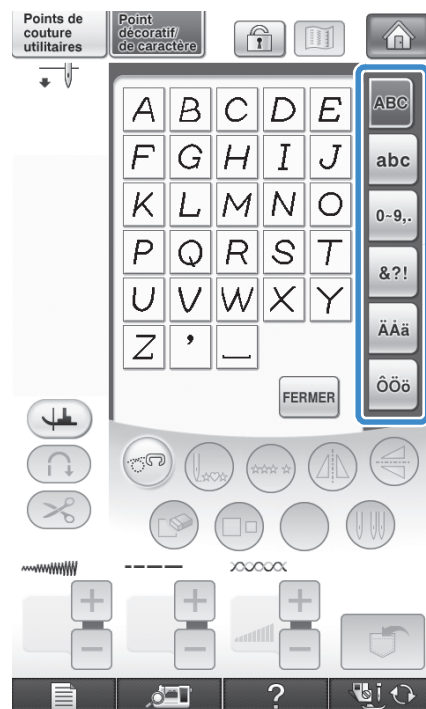 Points de
couture
utilitaires
Point
décoratif/
de caractère
A B C D E
F G H I J
K L M N O
P Q R S T
U V W X Y
Z ' _
FERMER
ABC
abc
0~9,.
&?!
ÄÅä
ÔÖö
+ + +
- - -
?